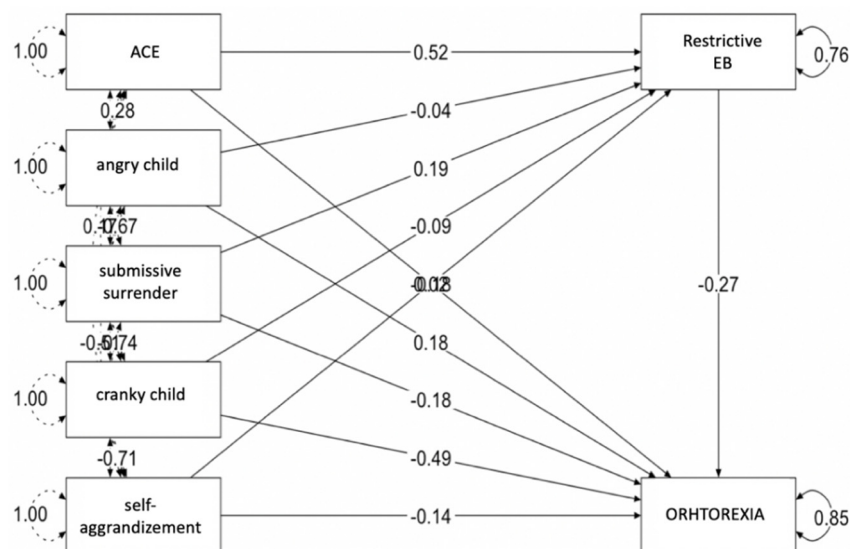 1.00
ACE
0.52
Restrictive
EB
0.76
0.28
-0.04
1.00
angry child
0.19
-0.09
1.00
submissive
surrender
-0.27
0.18
-0.18
1.00
cranky child
-0.71
-0.49
1.00
self-
aggrandizement
-0.14
ORHTOREXIA
0.85